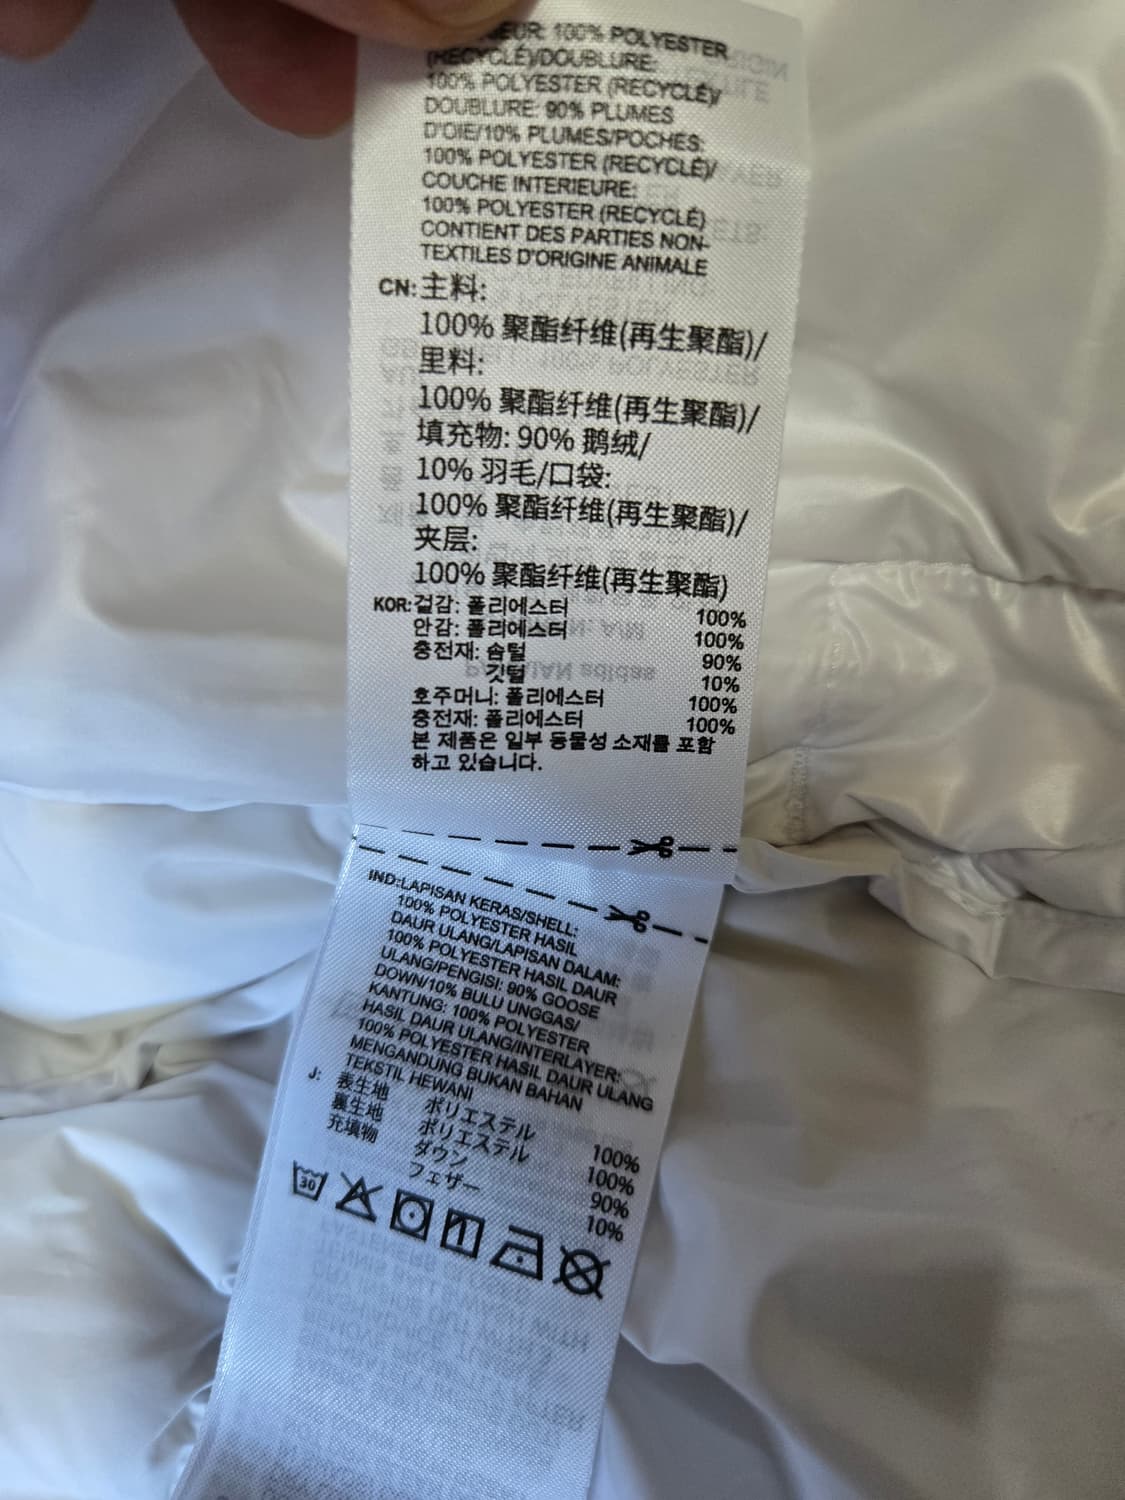 EUR: 100% POLYESTER
(RECYCLÉ)/DOUBLURE:
100% POLYESTER (RECYCLÉ)/
DOUBLURE: 90% PLUMES
D'OIE/10% PLUMES/POCHES:
100% POLYESTER (RECYCLÉ)/
COUCHE INTERIEURE:
100% POLYESTER (RECYCLÉ)
CONTIENT DES PARTIES NON-
TEXTILES D'ORIGINE ANIMALE
CN: 主料:
100% 聚酯纤维(再生聚酯)/
里料:
100% 聚酯纤维(再生聚酯)/
填充物: 90% 鹅绒/
10% 羽毛/口袋:
100% 聚酯纤维(再生聚酯)/
夹层:
100% 聚酯纤维(再生聚酯)
KOR: 겉감: 폴리에스터 100%
안감: 폴리에스터 100%
충전재: 솜털 90%
깃털 10%
호주머니: 폴리에스터 100%
충전재: 폴리에스터 100%
본 제품은 일부 동물성 소재를 포함
하고 있습니다.
IND:LAPISAN KERAS/SHELL:
100% POLYESTER HASIL
DAUR ULANG/LAPISAN DALAM:
100% POLYESTER HASIL DAUR
ULANG/PENGISI: 90% GOOSE
DOWN/10% BULU UNGGAS/
KANTUNG: 100% POLYESTER
HASIL DAUR ULANG/INTERLAYER:
100% POLYESTER HASIL DAUR ULANG
MENGANDUNG BUKAN BAHAN
TEKSTIL HEWANI
J: 表生地 ポリエステル 100%
裏生地 ポリエステル 100%
充填物 ダウン 90%
フェザー 10%
30